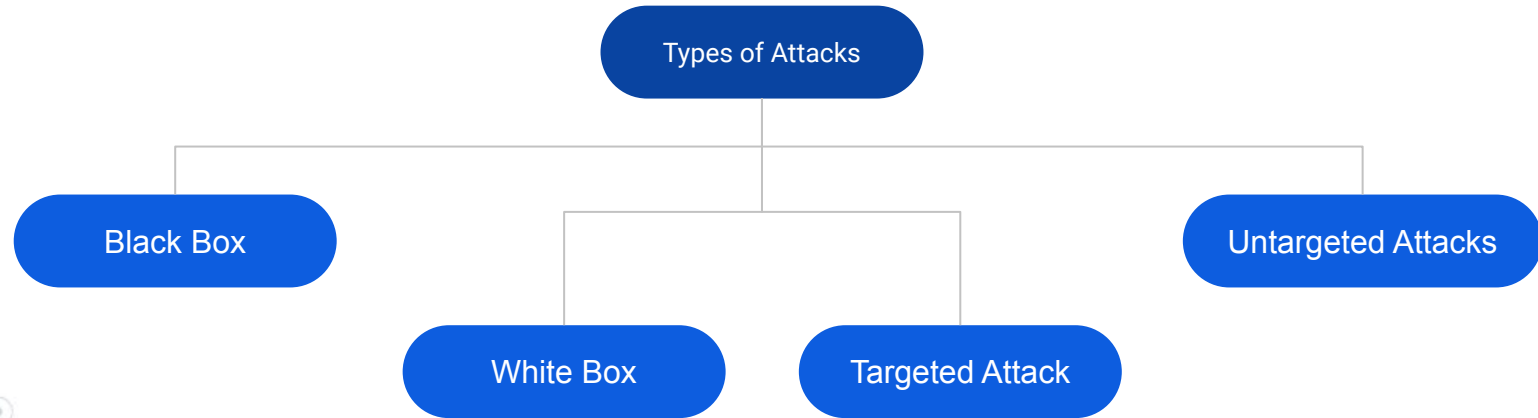 Types of Attacks
Black Box
Untargeted Attacks
White Box
Targeted Attack